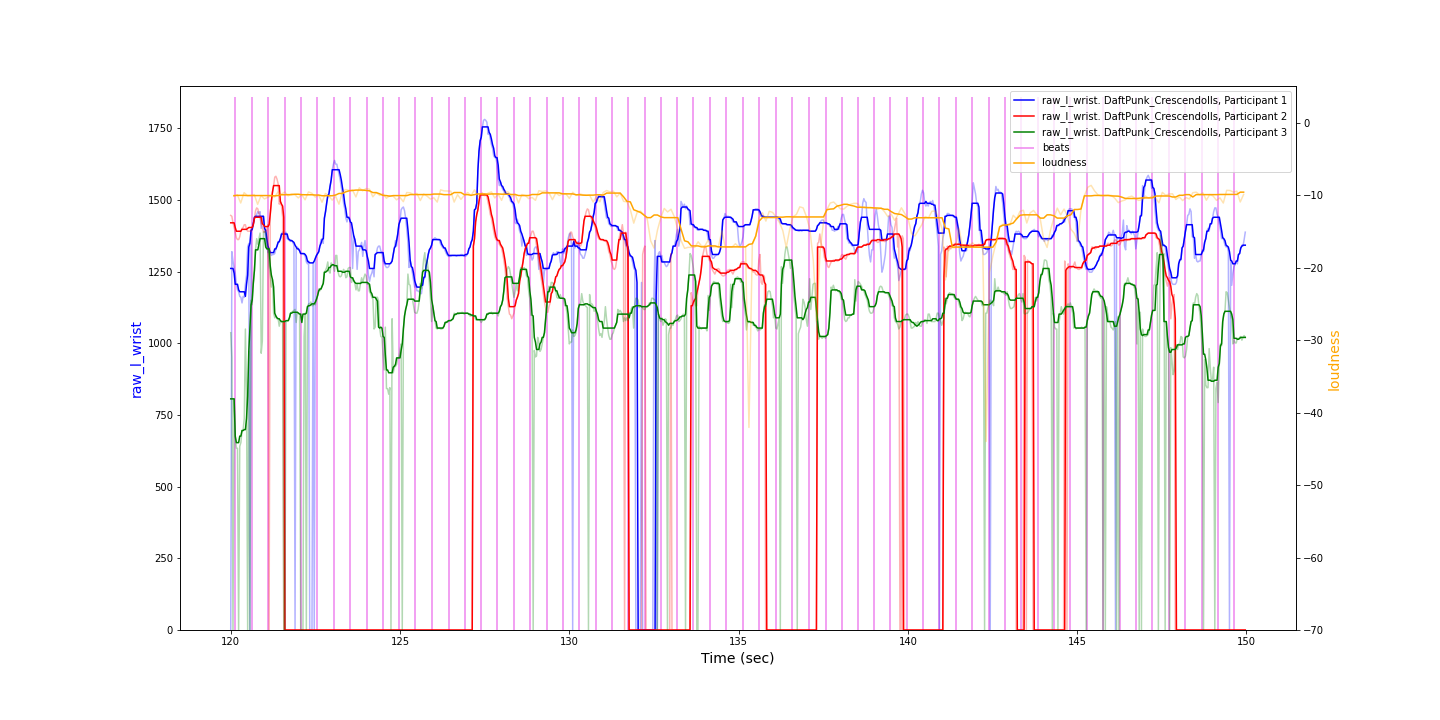 raw_l_wrist. DaftPunk_Crescendolls, Participant 1
raw_l_wrist. DaftPunk_Crescendolls, Participant 2
raw_l_wrist. DaftPunk_Crescendolls, Participant 3
beats
loudness
1750
1500
1250
1000
750
500
250
0
raw_l_wrist
0
−10
−20
−30
−40
−50
−60
−70
loudness
120
125
130
135
140
145
150
Time (sec)